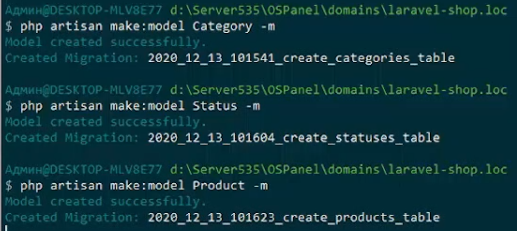 Админ@DESKTOP-MLV8E77 d:\Server535\OSPanel\domains\laravel-shop.loc
$ php artisan make:model Category -m
Model created successfully.
Created Migration: 2020_12_13_101541_create_categories_table
Админ@DESKTOP-MLV8E77 d:\Server535\OSPanel\domains\laravel-shop.loc
$ php artisan make:model Status -m
Model created successfully.
Created Migration: 2020_12_13_101604_create_statuses_table
Админ@DESKTOP-MLV8E77 d:\Server535\OSPanel\domains\laravel-shop.loc
$ php artisan make:model Product -m
Model created successfully.
Created Migration: 2020_12_13_101623_create_products_table